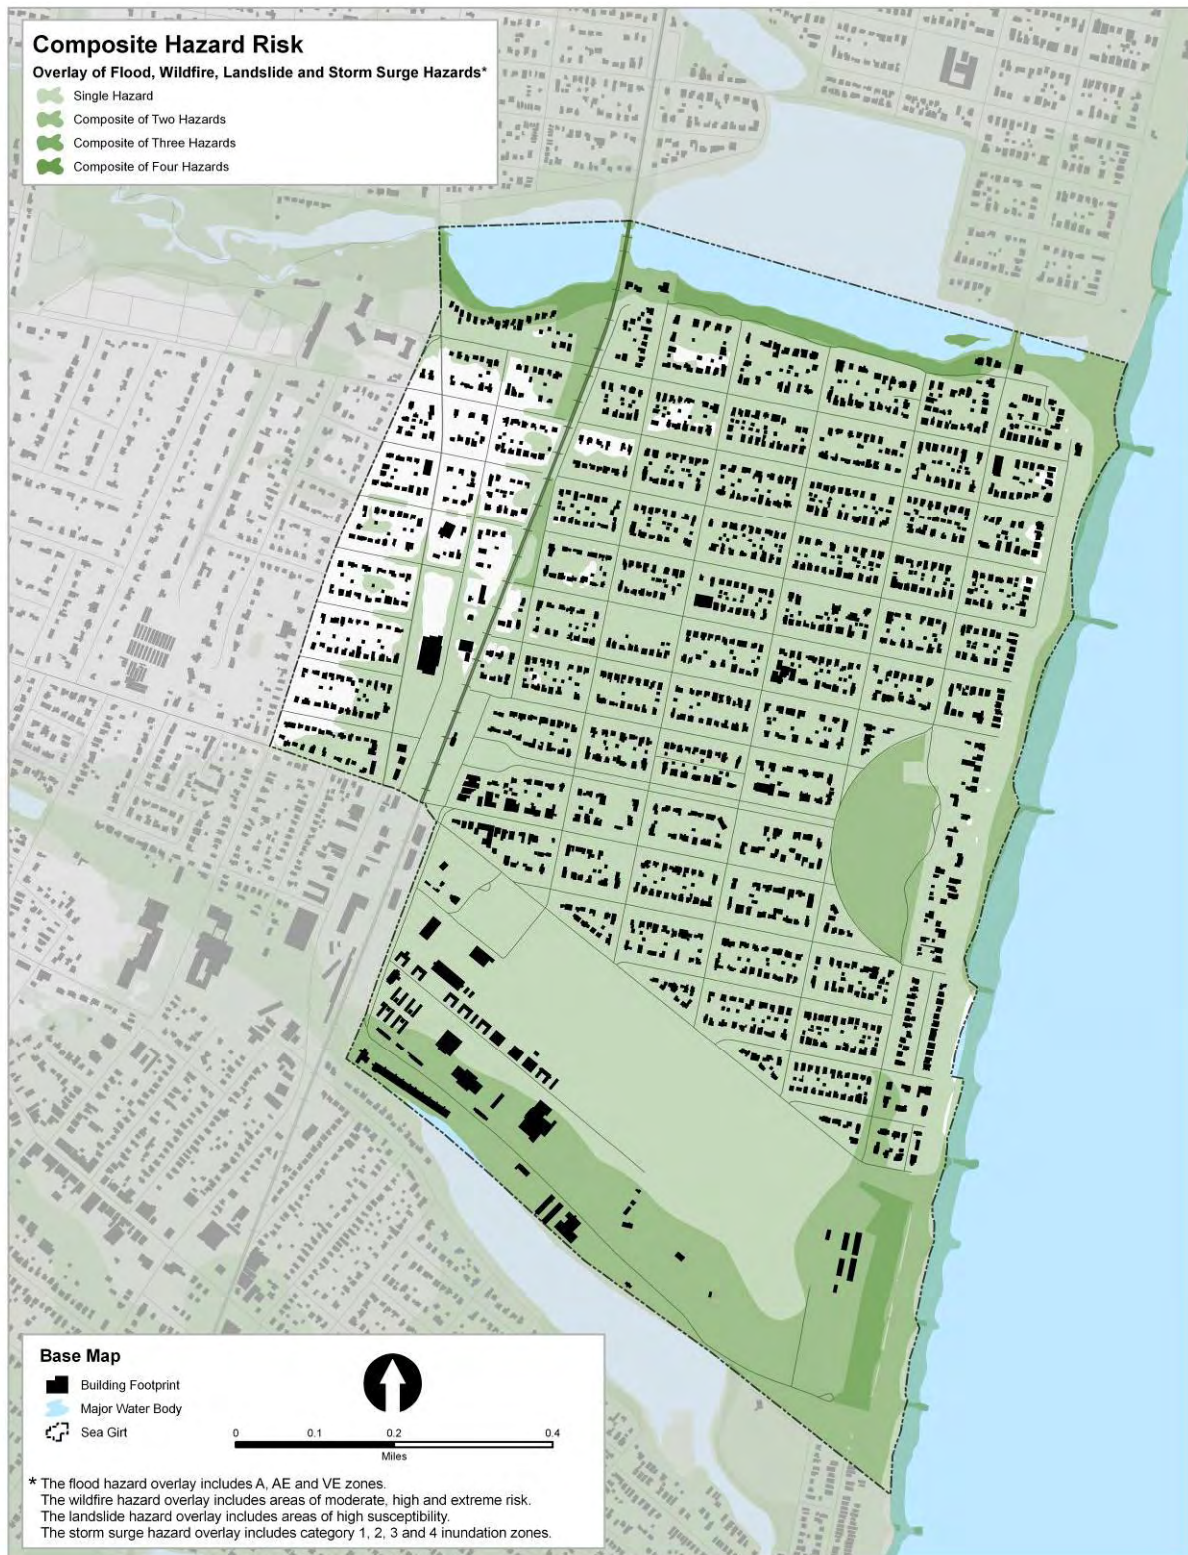 Composite Hazard Risk
Overlay of Flood, Wildfire, Landslide and Storm Surge Hazards*
Single Hazard
Composite of Two Hazards
Composite of Three Hazards
Composite of Four Hazards
Base Map
Building Footprint
Major Water Body
Sea Girt
0 0.1 0.2 0.4
Miles
* The flood hazard overlay includes A, AE and VE zones.
The wildfire hazard overlay includes areas of moderate, high and extreme risk.
The landslide hazard overlay includes areas of high susceptibility.
The storm surge hazard overlay includes category 1, 2, 3 and 4 inundation zones.